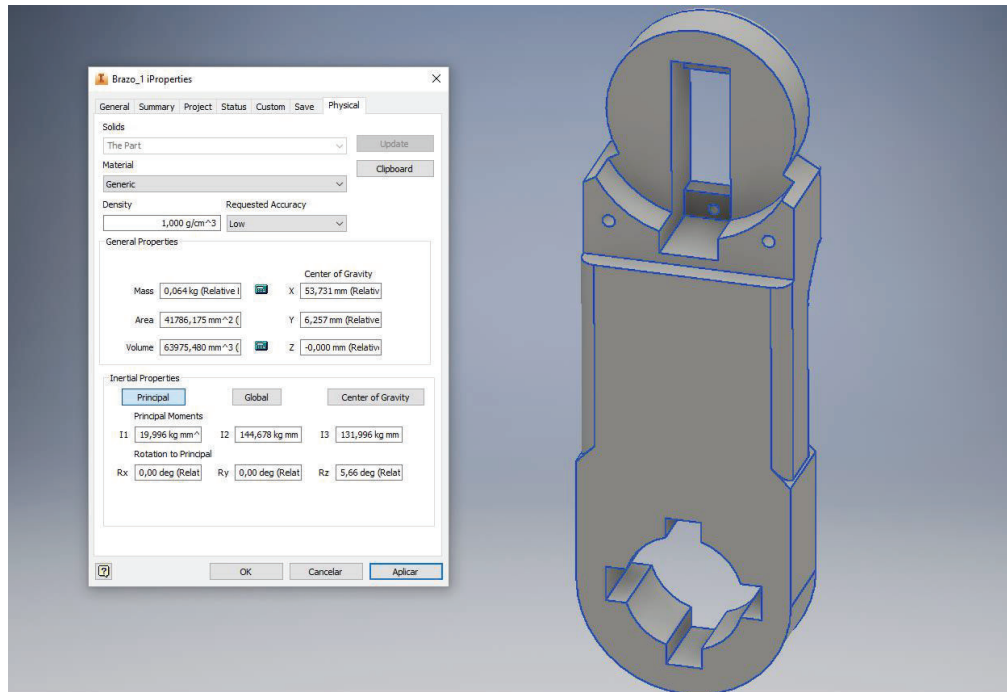 Brazo_1 iProperties
General Summary Project Status Custom Save Physical
Solids
The Part
Update
Material
Clipboard
Generic
Density Requested Accuracy
1,000 g/cm^3 Low
General Properties
Center of Gravity
Mass 0,064 kg (Relative X 53,731 mm (Relativ
Area 41786,175 mm^2 ( Y 6,257 mm (Relative
Volume 63975,480 mm^3 ( Z -0,000 mm (Relativ
Inertial Properties
Principal Global Center of Gravity
Principal Moments
I1 19,996 kg mm^ I2 144,678 kg mm I3 131,996 kg mm
Rotation to Principal
Rx 0,00 deg (Relat Ry 0,00 deg (Relat Rz 5,66 deg (Relat
? OK Cancelar Aplicar